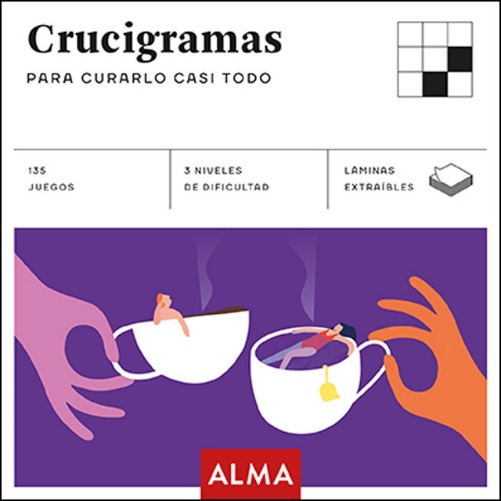 Crucigramas
PARA CURARLO CASI TODO
135
JUEGOS
3 NIVELES
DE DIFICULTAD
LÁMINAS
EXTRAÍBLES
ALMA